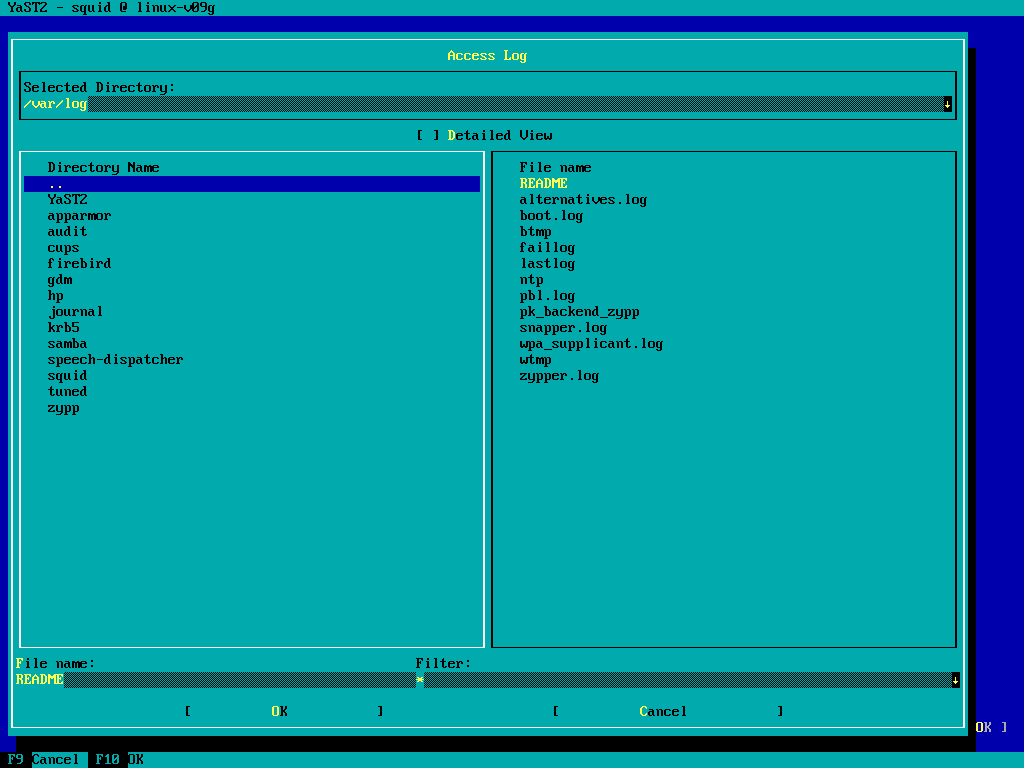 YaST2 - squid @ linux-v09g
Access Log
Selected Directory:
/var/log ↓
[ ] Detailed View
Directory Name
..
YaST2
apparmor
audit
cups
firebird
gdm
hp
journal
krb5
samba
speech-dispatcher
squid
tuned
zypp
File name
README
alternatives.log
boot.log
btmp
faillog
lastlog
ntp
pbl.log
pk_backend_zypp
snapper.log
wpa_supplicant.log
wtmp
zypper.log
File name: Filter:
README * ↓
[ OK ] [ Cancel ]
OK ]
F9 Cancel F10 OK